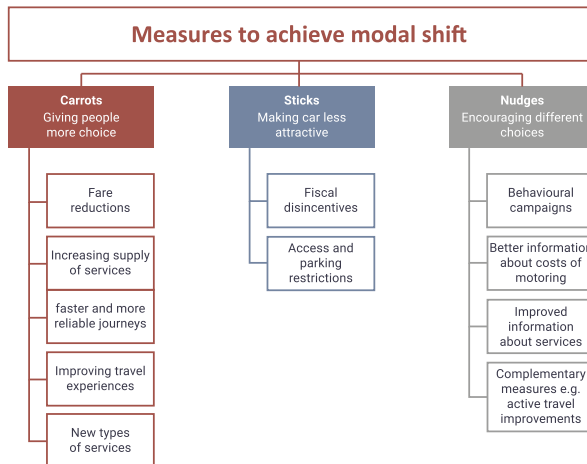 Measures to achieve modal shift
Carrots
Giving people
more choice
Fare
reductions
Increasing supply
of services
faster and more
reliable journeys
Improving travel
experiences
New types
of services
Sticks
Making car less
attractive
Fiscal
disincentives
Access and
parking
restrictions
Nudges
Encouraging different
choices
Behavioural
campaigns
Better information
about costs of
motoring
Improved
information
about services
Complementary
measures e.g.
active travel
improvements